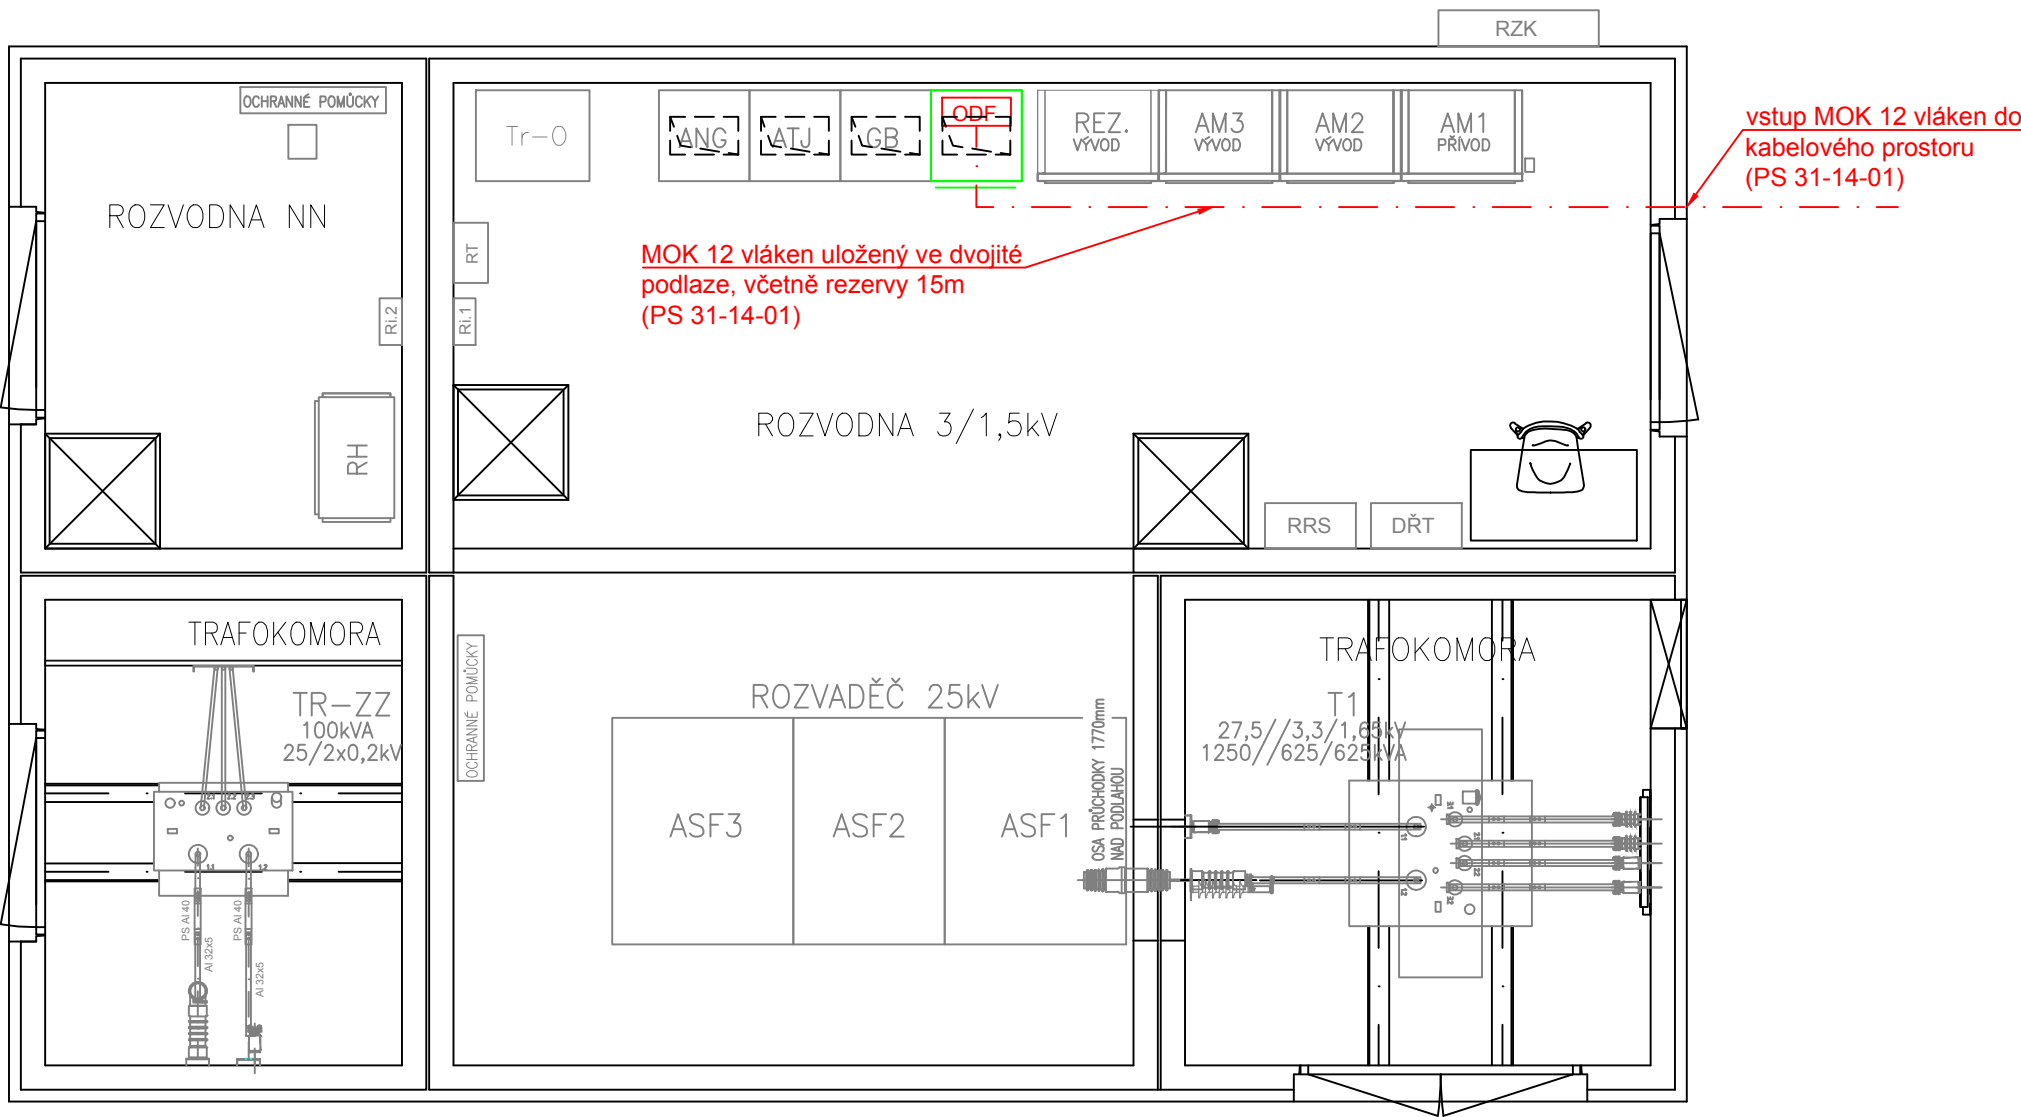 RZK
OCHRANNÉ POMŮCKY
Tr-0
ANG
ATJ
GB
ODF
REZ.
VÝVOD
AM3
VÝVOD
AM2
VÝVOD
AM1
PŘÍVOD
vstup MOK 12 vláken do
kabelového prostoru
(PS 31-14-01)
ROZVODNA NN
RT
MOK 12 vláken uložený ve dvojité
podlaze, včetně rezervy 15m
(PS 31-14-01)
Ri.2
Ri.1
ROZVODNA 3/1,5kV
RH
RRS
DŘT
TRAFOKOMORA
TR-ZZ
100kVA
25/2x0,2kV
OCHRANNÉ POMŮCKY
ROZVADĚČ 25kV
ASF3
ASF2
ASF1
OSA PRŮCHODKY 1770mm
NAD PODLAHOU
TRAFOKOMORA
T1
27,5//3,3/1,65kV
1250//625/625kVA
1.1
1.2
PS Al 40
Al 32x5
PS Al 40
Al 32x5